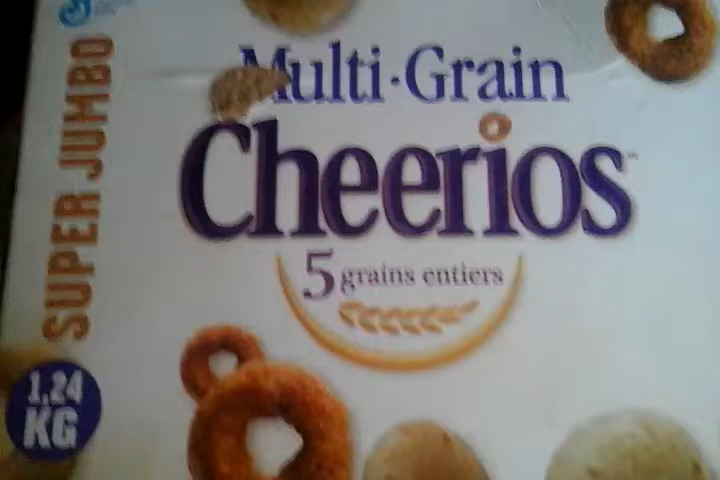 SUPER JUMBO
Multi-Grain
Cheerios
5 grains entiers
1,24
KG